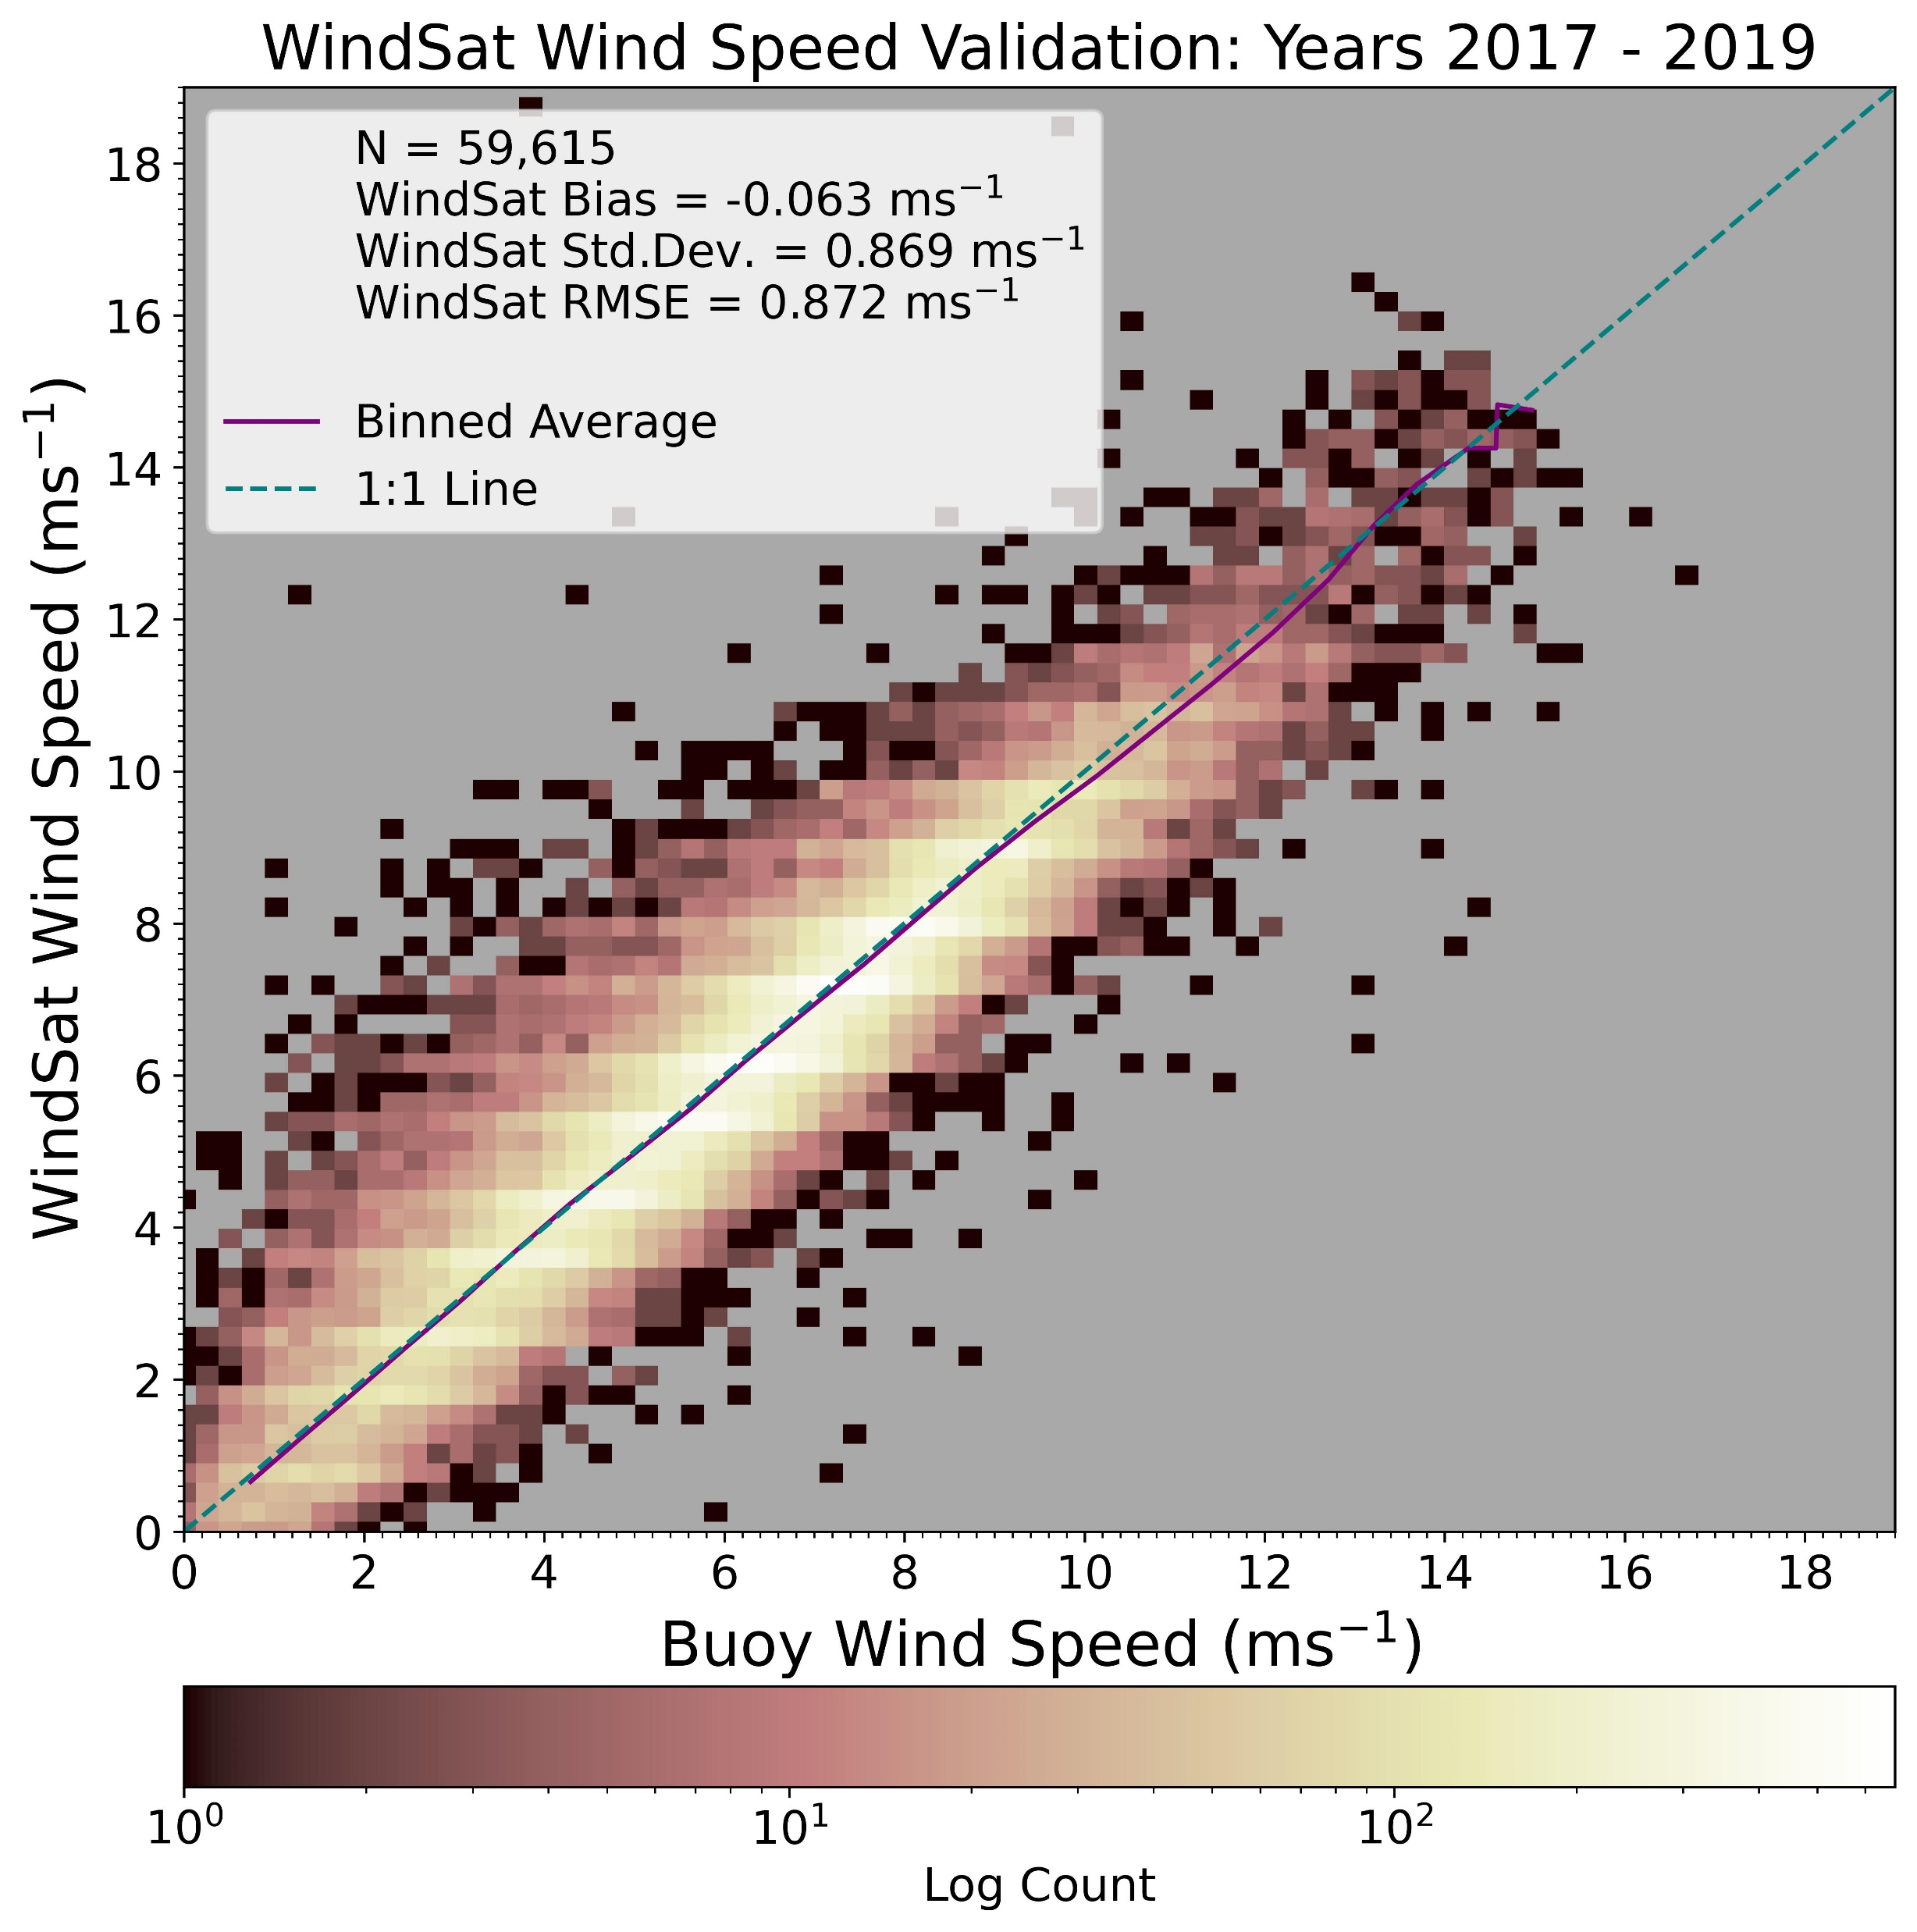 WindSat Wind Speed Validation: Years 2017 - 2019
N = 59,615
WindSat Bias = -0.063 ms⁻¹
WindSat Std.Dev. = 0.869 ms⁻¹
WindSat RMSE = 0.872 ms⁻¹
Binned Average
1:1 Line
WindSat Wind Speed (ms⁻¹)
18
16
14
12
10
8
6
4
2
0
0 2 4 6 8 10 12 14 16 18
Buoy Wind Speed (ms⁻¹)
10⁰ 10¹ 10²
Log Count